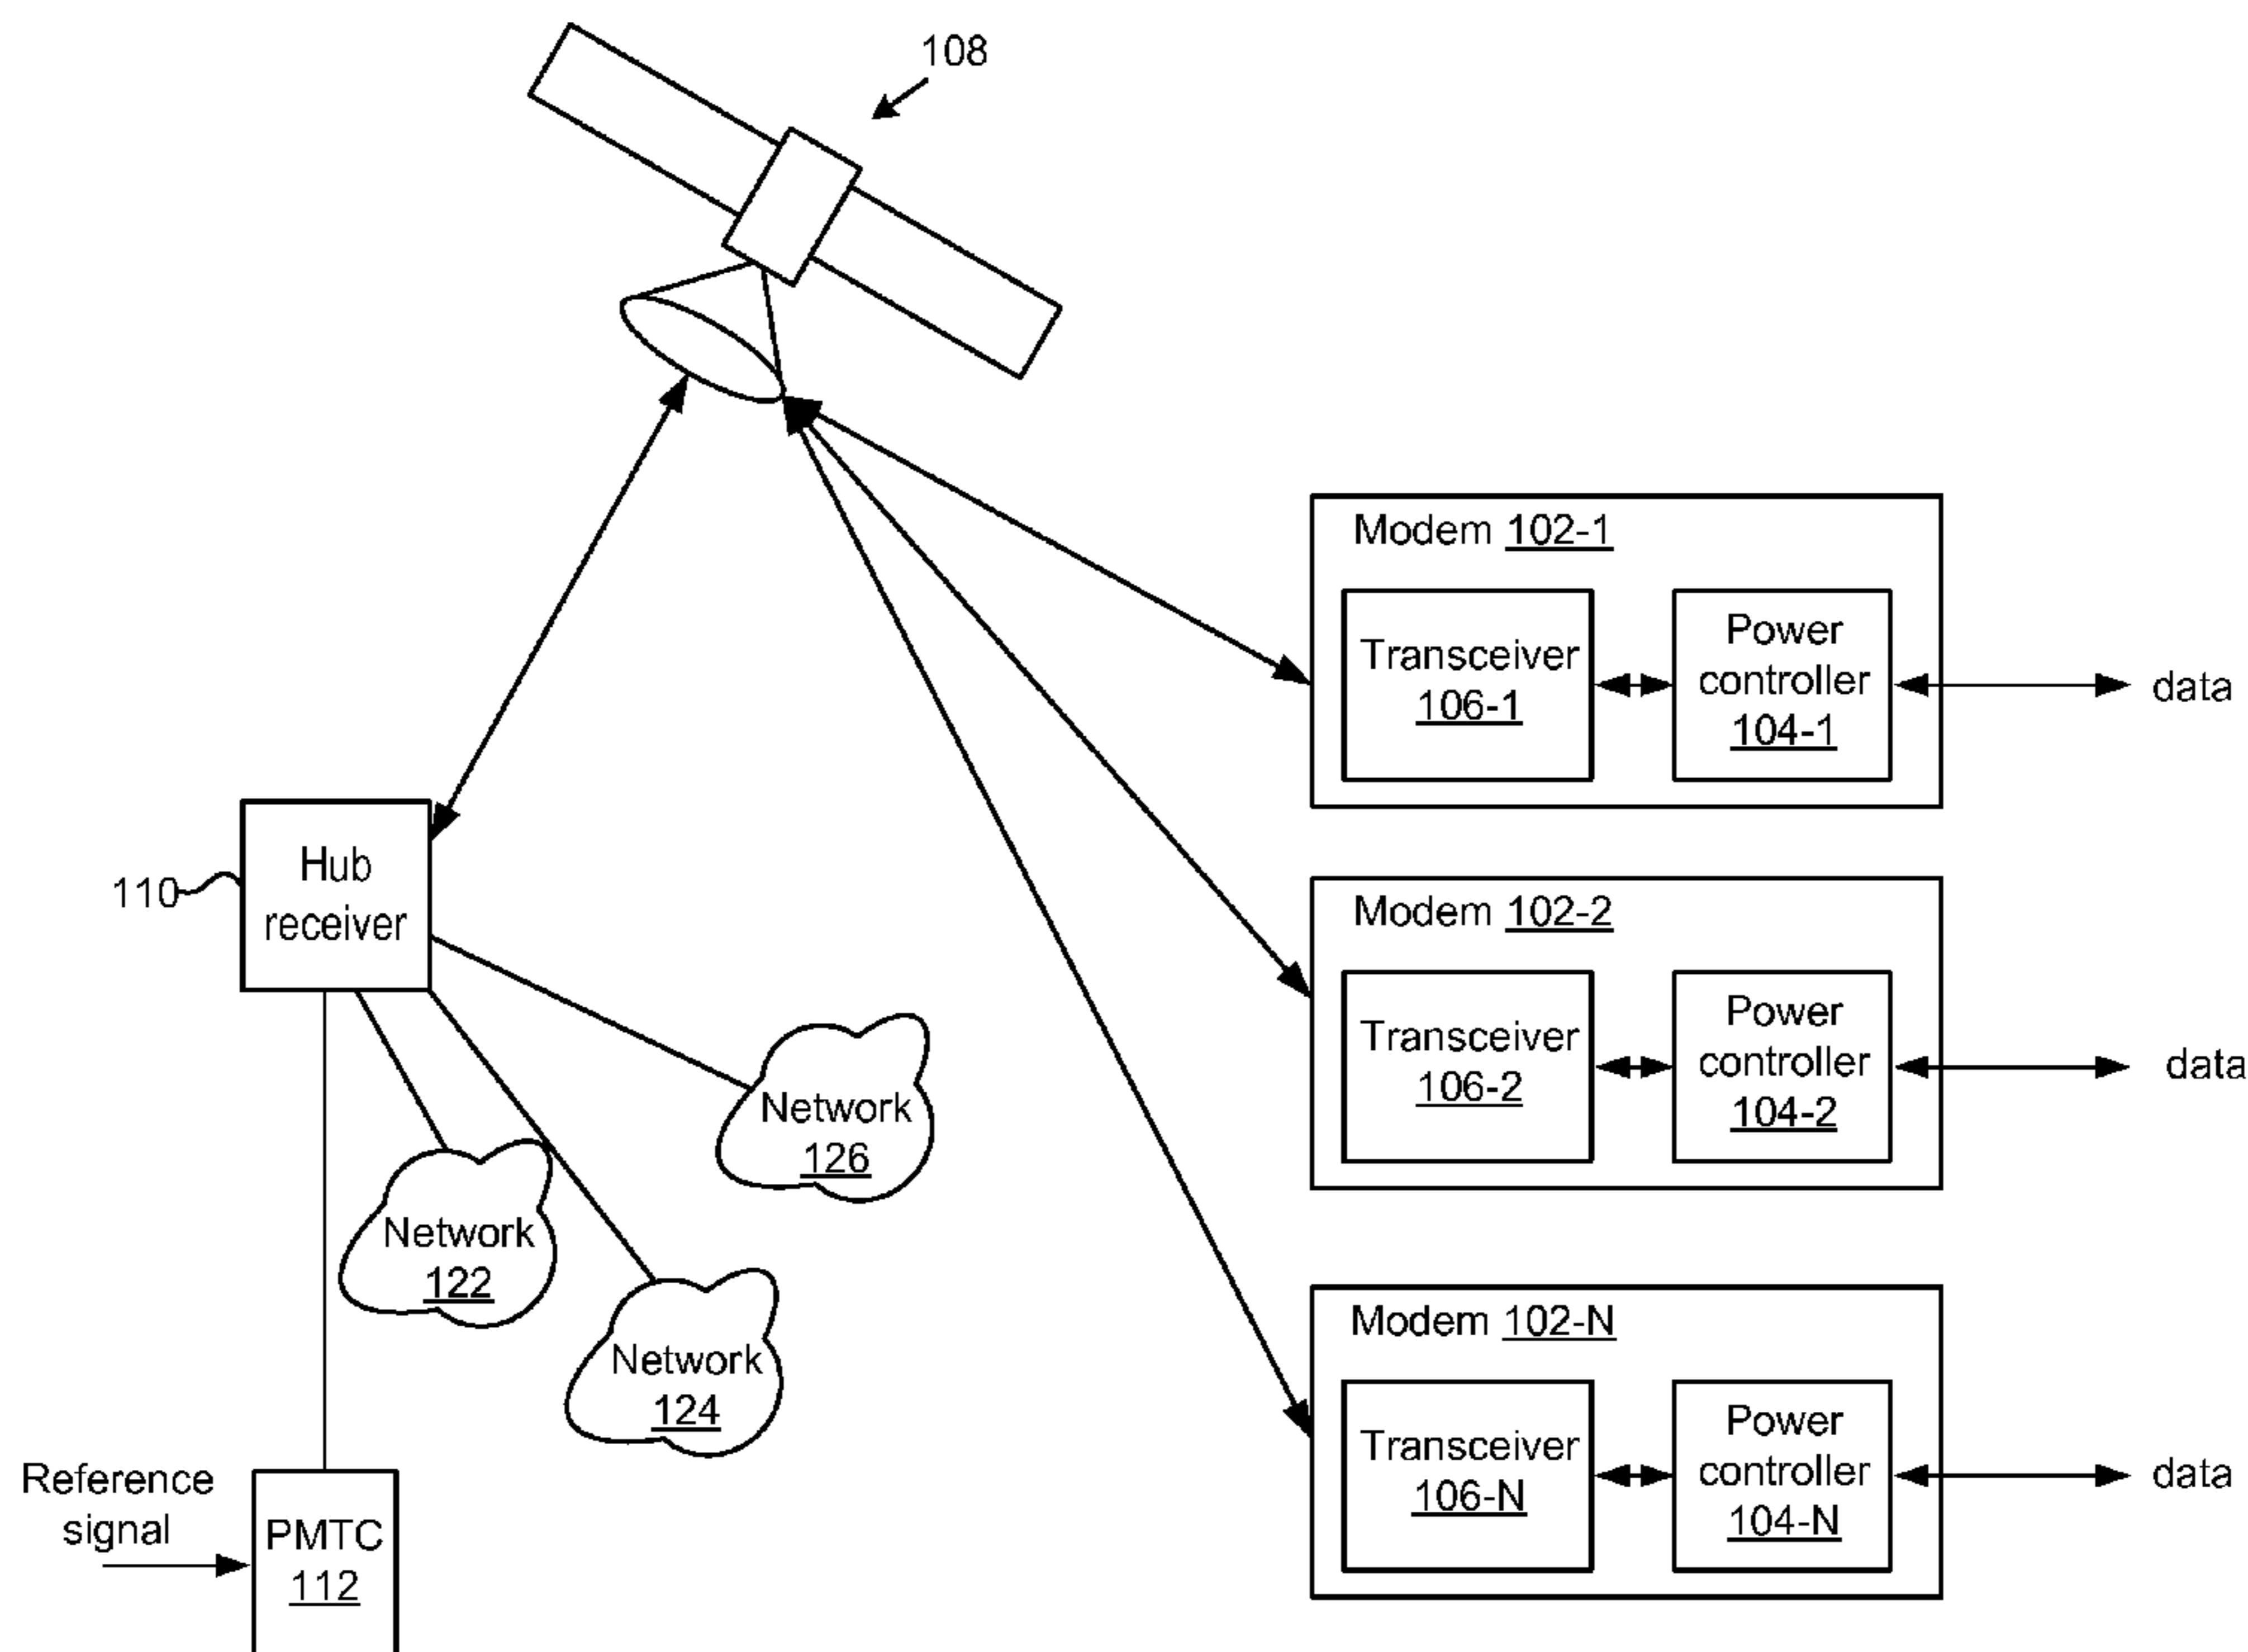 108
Modem 102-1
Transceiver
106-1
Power
controller
104-1
data
Hub
receiver
110
Modem 102-2
Transceiver
106-2
Power
controller
104-2
data
Network
126
Network
122
Network
124
Modem 102-N
Transceiver
106-N
Power
controller
104-N
data
Reference
signal
PMTC
112